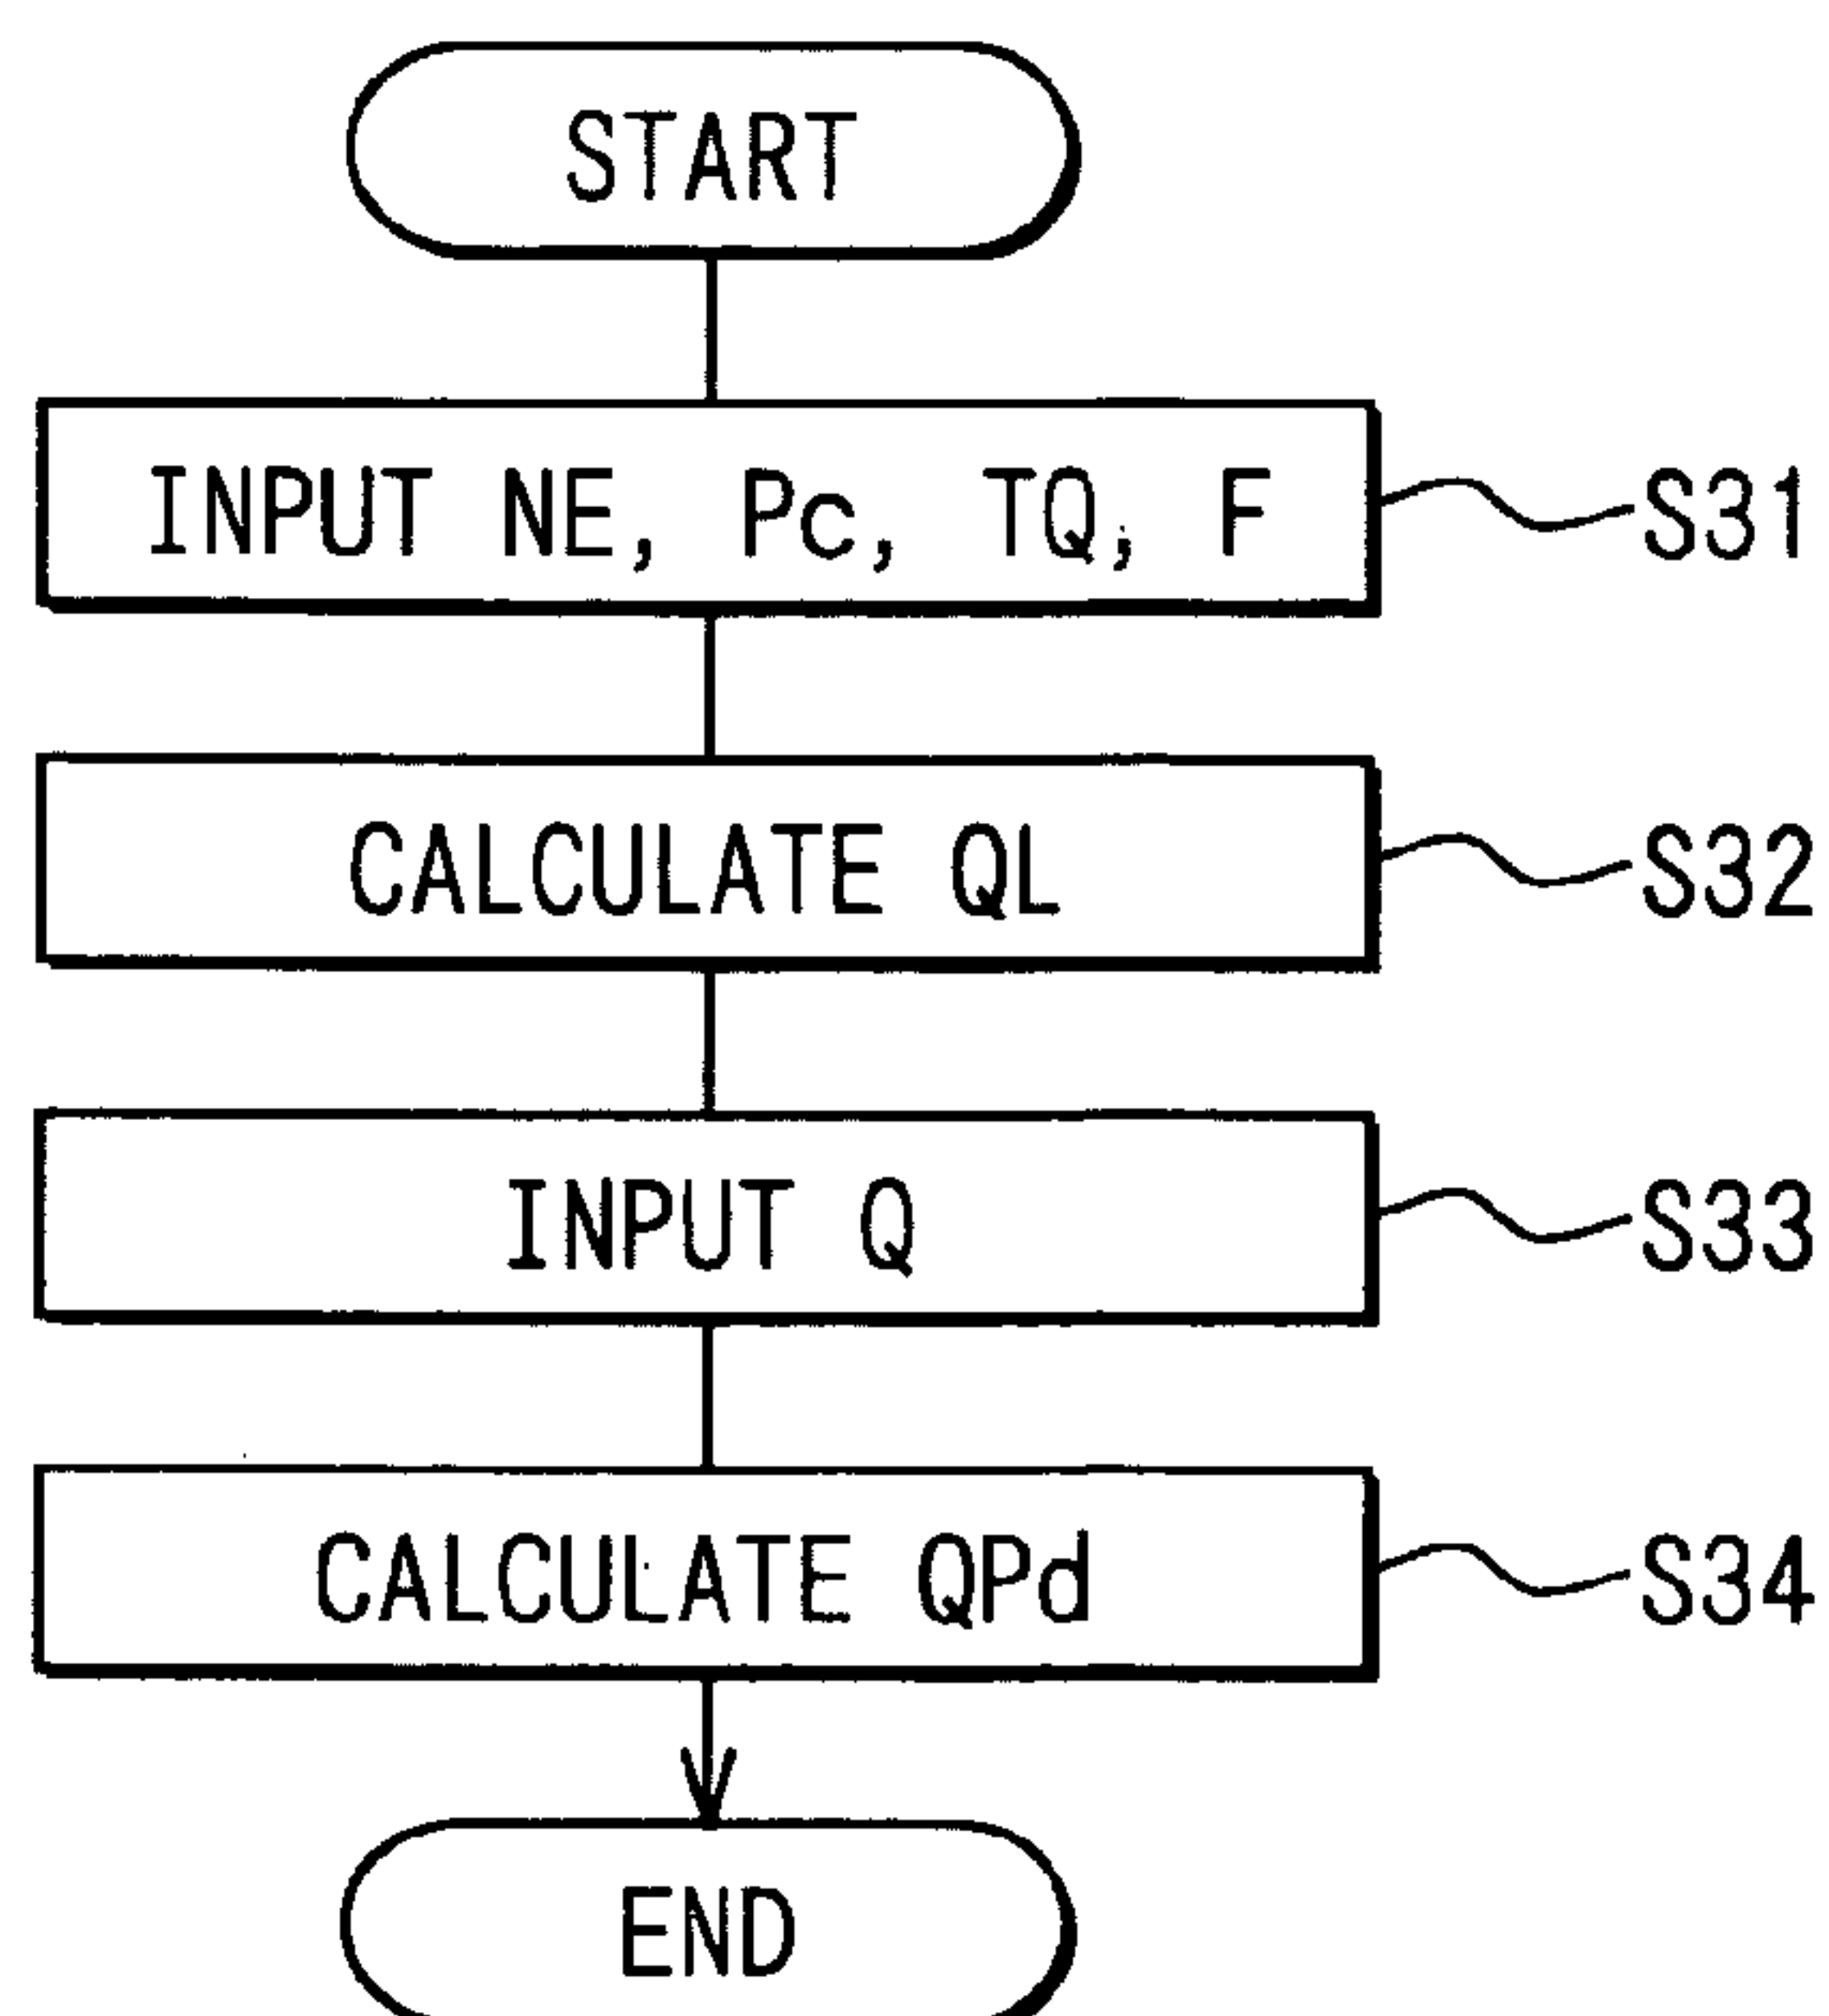 START
INPUT NE, Pc, TQ, F
S31
CALCULATE QL
S32
INPUT Q
S33
CALCULATE QPd
S34
END